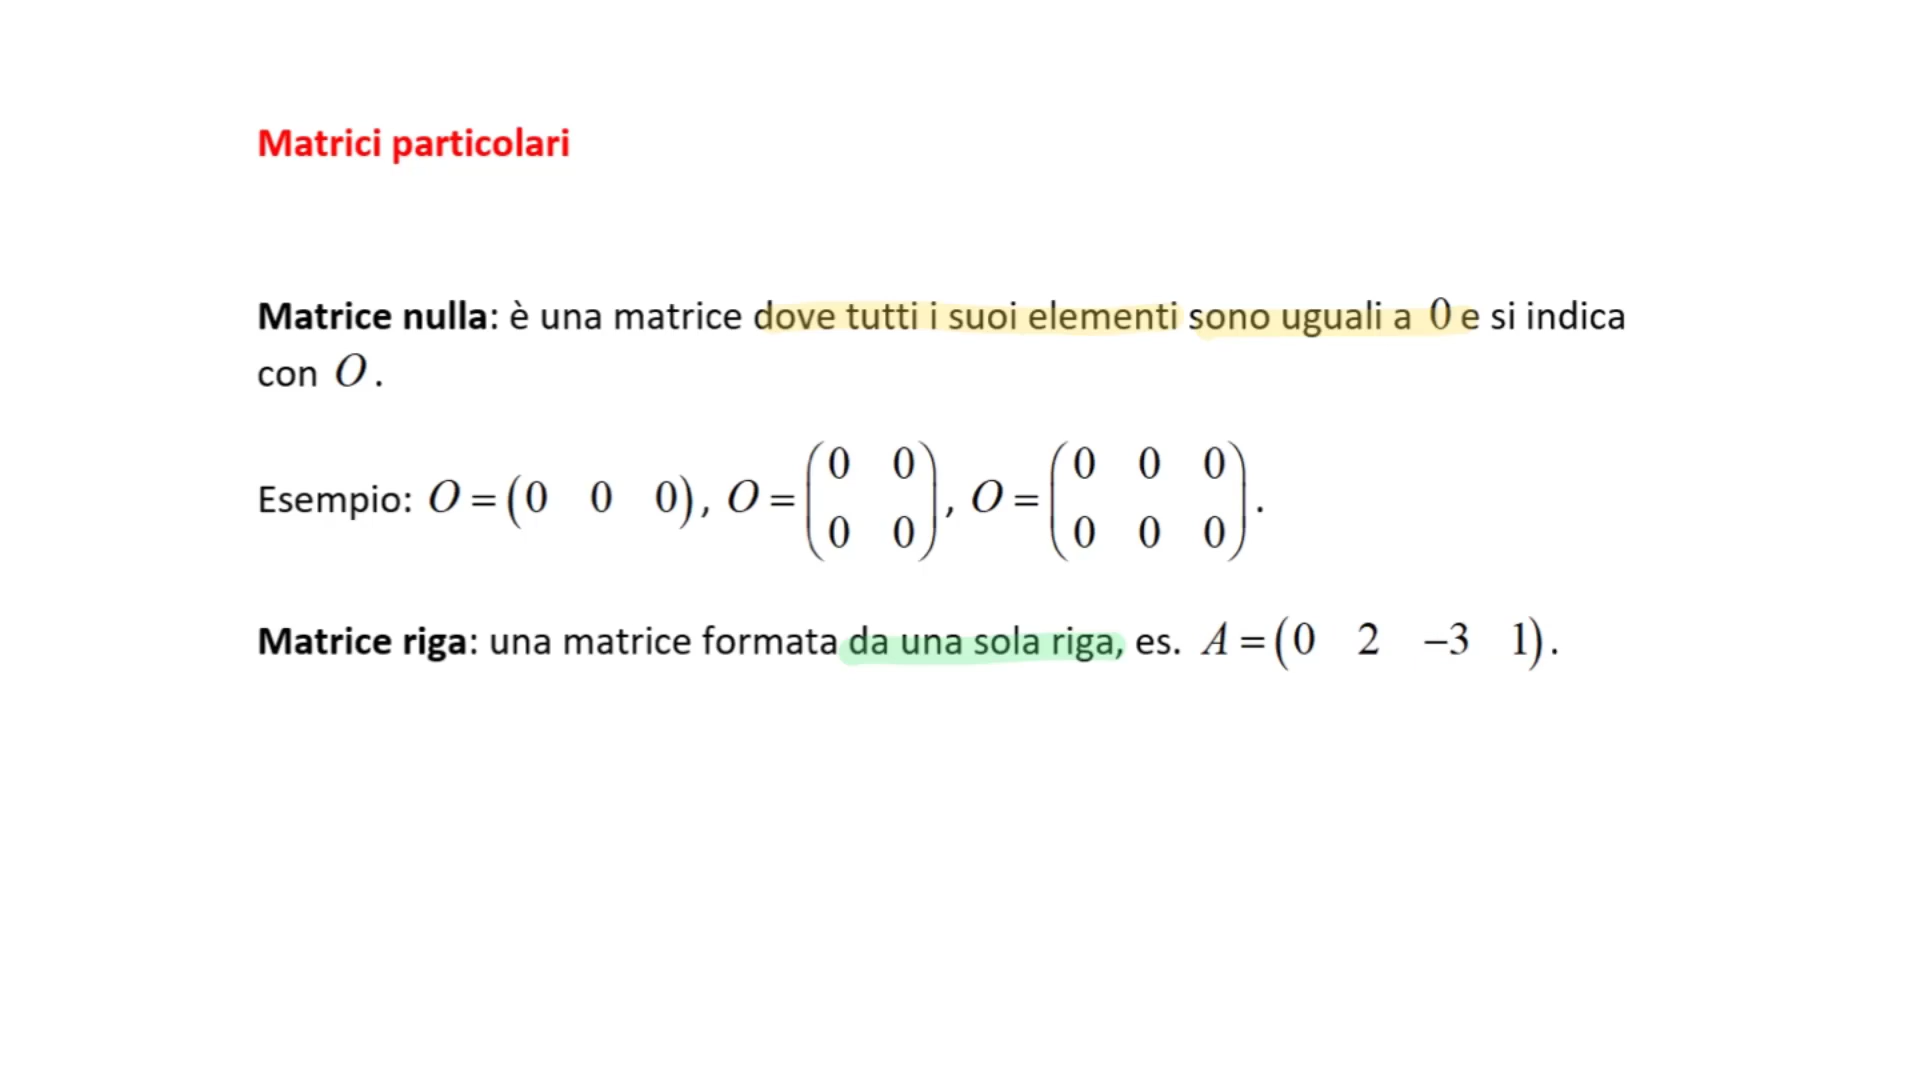 Matrici particolari
Matrice nulla: è una matrice dove tutti i suoi elementi sono uguali a 0 e si indica
con O.
Esempio: O = (0 0 0), O = (0 0
0 0), O = (0 0 0
0 0 0).
Matrice riga: una matrice formata da una sola riga, es. A = (0 2 −3 1).